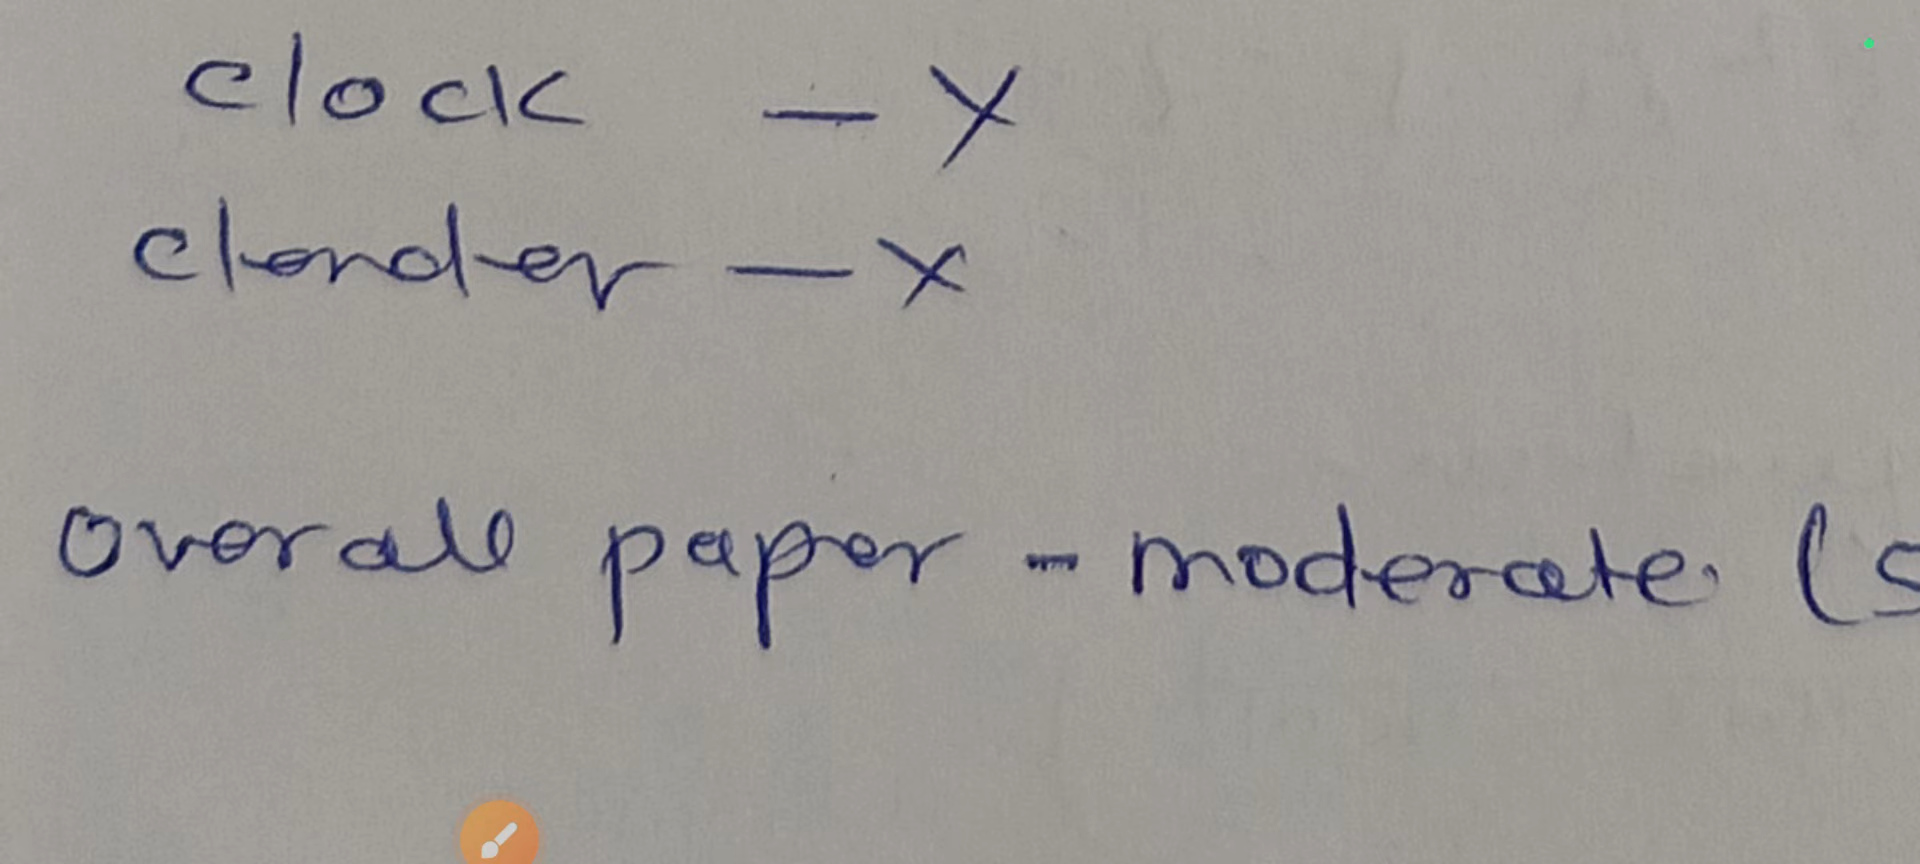 clock - X
clender - X
overall paper - moderate (S